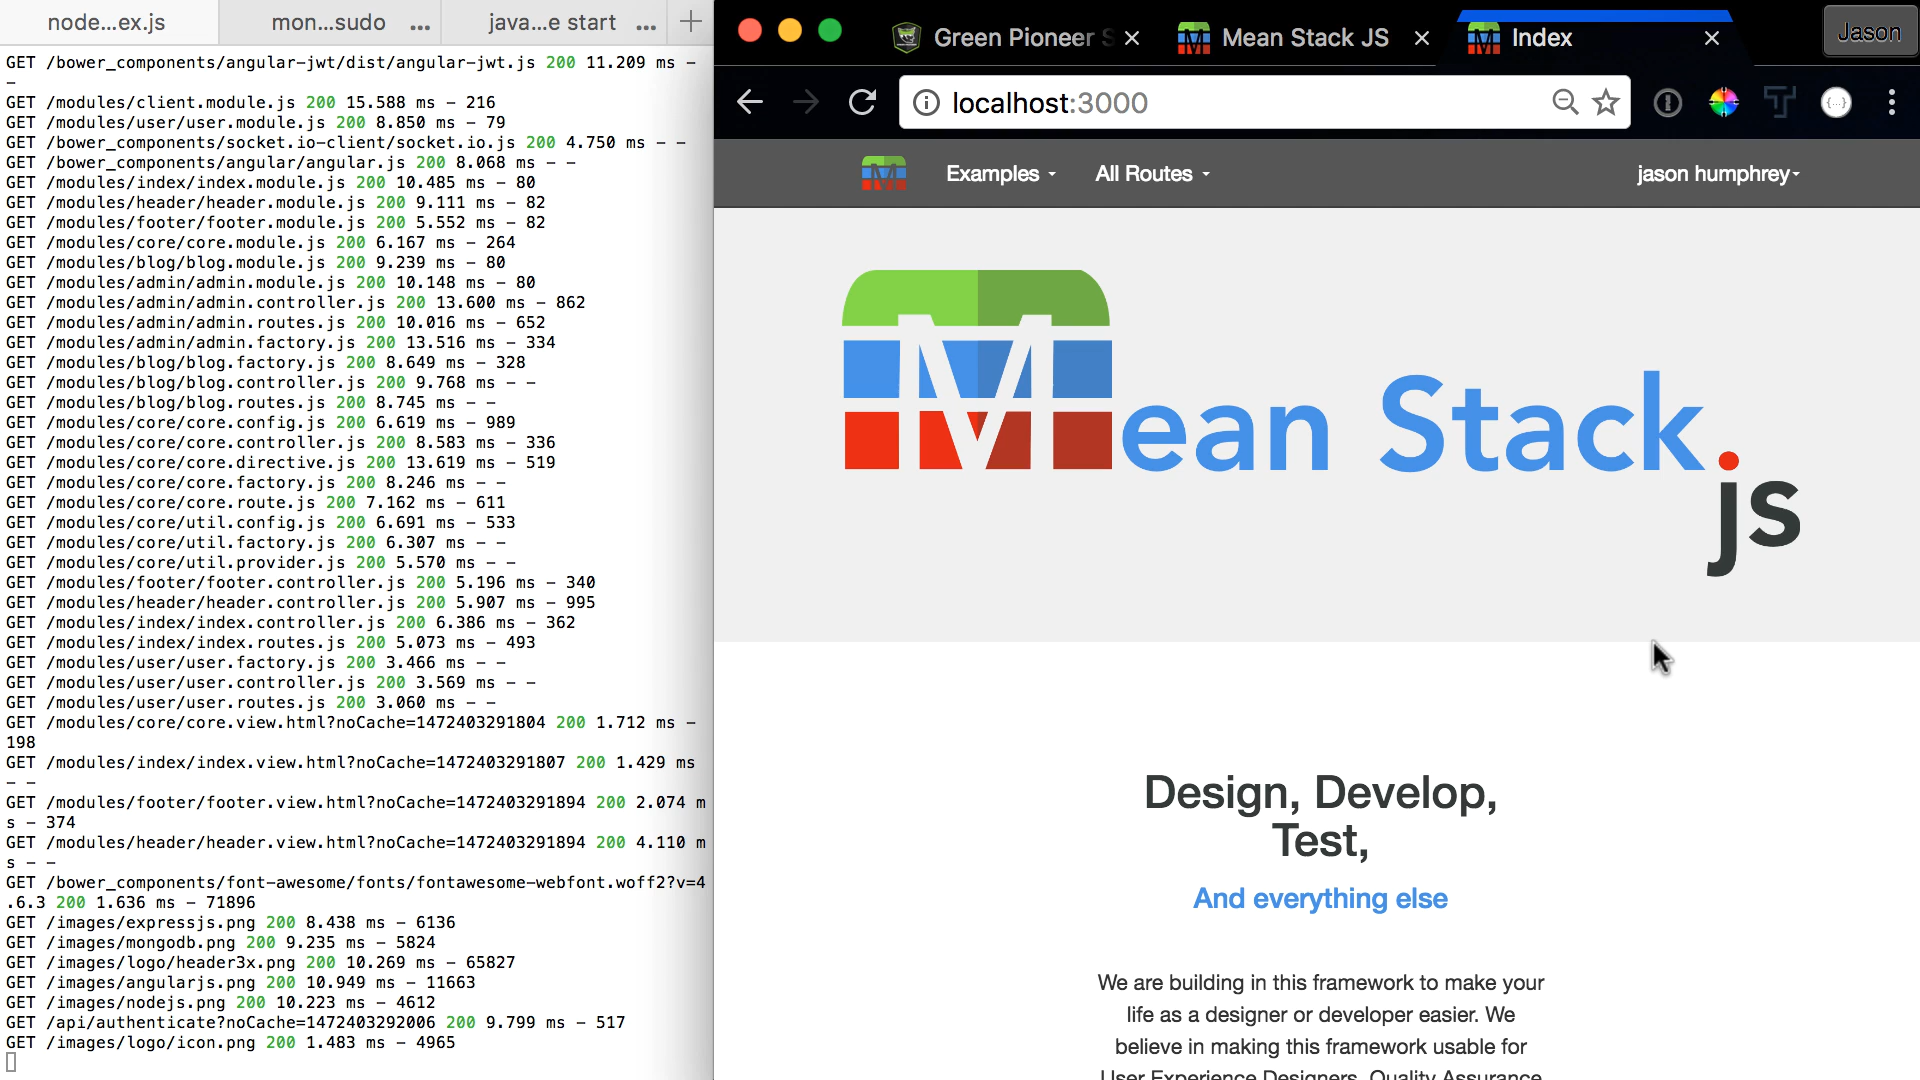 node...ex.js
mon...sudo ...
java...e start ...
GET /bower_components/angular-jwt/dist/angular-jwt.js 200 11.209 ms -
-
GET /modules/client.module.js 200 15.588 ms - 216
GET /modules/user/user.module.js 200 8.850 ms - 79
GET /bower_components/socket.io-client/socket.io.js 200 4.750 ms - -
GET /bower_components/angular/angular.js 200 8.068 ms - -
GET /modules/index/index.module.js 200 10.485 ms - 80
GET /modules/header/header.module.js 200 9.111 ms - 82
GET /modules/footer/footer.module.js 200 5.552 ms - 82
GET /modules/core/core.module.js 200 6.167 ms - 264
GET /modules/blog/blog.module.js 200 9.239 ms - 80
GET /modules/admin/admin.module.js 200 10.148 ms - 80
GET /modules/admin/admin.controller.js 200 13.600 ms - 862
GET /modules/admin/admin.routes.js 200 10.016 ms - 652
GET /modules/admin/admin.factory.js 200 13.516 ms - 334
GET /modules/blog/blog.factory.js 200 8.649 ms - 328
GET /modules/blog/blog.controller.js 200 9.768 ms - -
GET /modules/blog/blog.routes.js 200 8.745 ms - -
GET /modules/core/core.config.js 200 6.619 ms - 989
GET /modules/core/core.controller.js 200 8.583 ms - 336
GET /modules/core/core.directive.js 200 13.619 ms - 519
GET /modules/core/core.factory.js 200 8.246 ms - -
GET /modules/core/core.route.js 200 7.162 ms - 611
GET /modules/core/util.config.js 200 6.691 ms - 533
GET /modules/core/util.factory.js 200 6.307 ms - -
GET /modules/core/util.provider.js 200 5.570 ms - -
GET /modules/footer/footer.controller.js 200 5.196 ms - 340
GET /modules/header/header.controller.js 200 5.907 ms - 995
GET /modules/index/index.controller.js 200 6.386 ms - 362
GET /modules/index/index.routes.js 200 5.073 ms - 493
GET /modules/user/user.factory.js 200 3.466 ms - -
GET /modules/user/user.controller.js 200 3.569 ms - -
GET /modules/user/user.routes.js 200 3.060 ms - -
GET /modules/core/core.view.html?noCache=1472403291804 200 1.712 ms -
198
GET /modules/index/index.view.html?noCache=1472403291807 200 1.429 ms
- -
GET /modules/footer/footer.view.html?noCache=1472403291894 200 2.074 m
s - 374
GET /modules/header/header.view.html?noCache=1472403291894 200 4.110 m
s - -
GET /bower_components/font-awesome/fonts/fontawesome-webfont.woff2?v=4
.6.3 200 1.636 ms - 71896
GET /images/expressjs.png 200 8.438 ms - 6136
GET /images/mongodb.png 200 9.235 ms - 5824
GET /images/logo/header3x.png 200 10.269 ms - 65827
GET /images/angularjs.png 200 10.949 ms - 11663
GET /images/nodejs.png 200 10.223 ms - 4612
GET /api/authenticate?noCache=1472403292006 200 9.799 ms - 517
GET /images/logo/icon.png 200 1.483 ms - 4965
Green Pioneer S
Mean Stack JS
Index
Jason
localhost:3000
Examples
All Routes
jason humphrey
Mean Stack.js
Design, Develop,
Test,
And everything else
We are building in this framework to make your
life as a designer or developer easier. We
believe in making this framework usable for
User Experience Designers, Quality Assurance